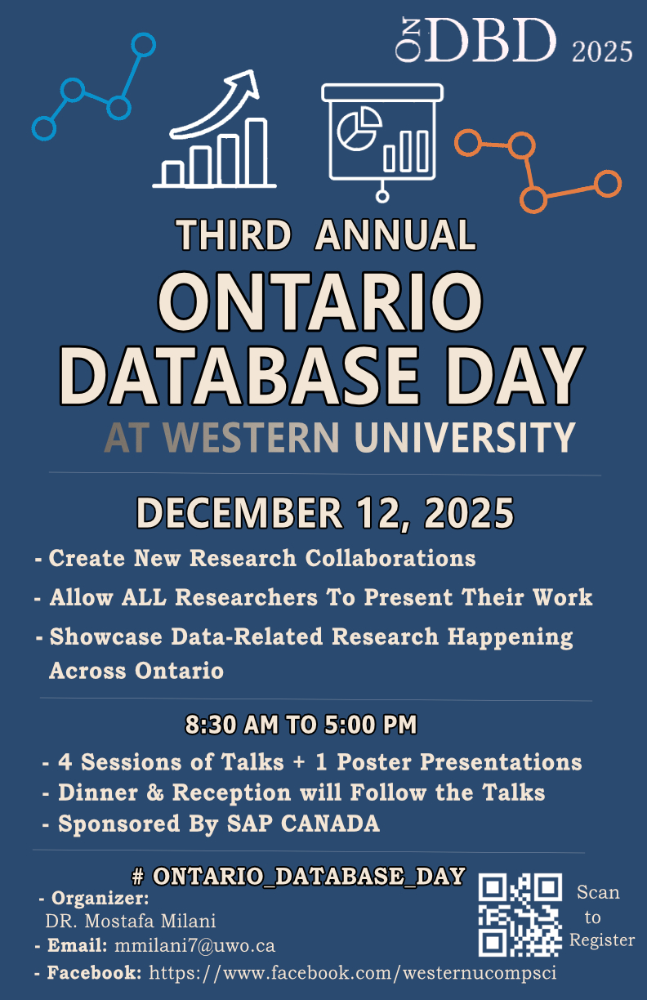 ON DBD 2025
THIRD ANNUAL
ONTARIO
DATABASE DAY
AT WESTERN UNIVERSITY
DECEMBER 12, 2025
- Create New Research Collaborations
- Allow ALL Researchers To Present Their Work
- Showcase Data-Related Research Happening
Across Ontario
8:30 AM TO 5:00 PM
- 4 Sessions of Talks + 1 Poster Presentations
- Dinner & Reception will Follow the Talks
- Sponsored By SAP CANADA
# ONTARIO_DATABASE_DAY
- Organizer:
DR. Mostafa Milani
- Email: mmilani7@uwo.ca
- Facebook: https://www.facebook.com/westernucompsci
Scan
to
Register